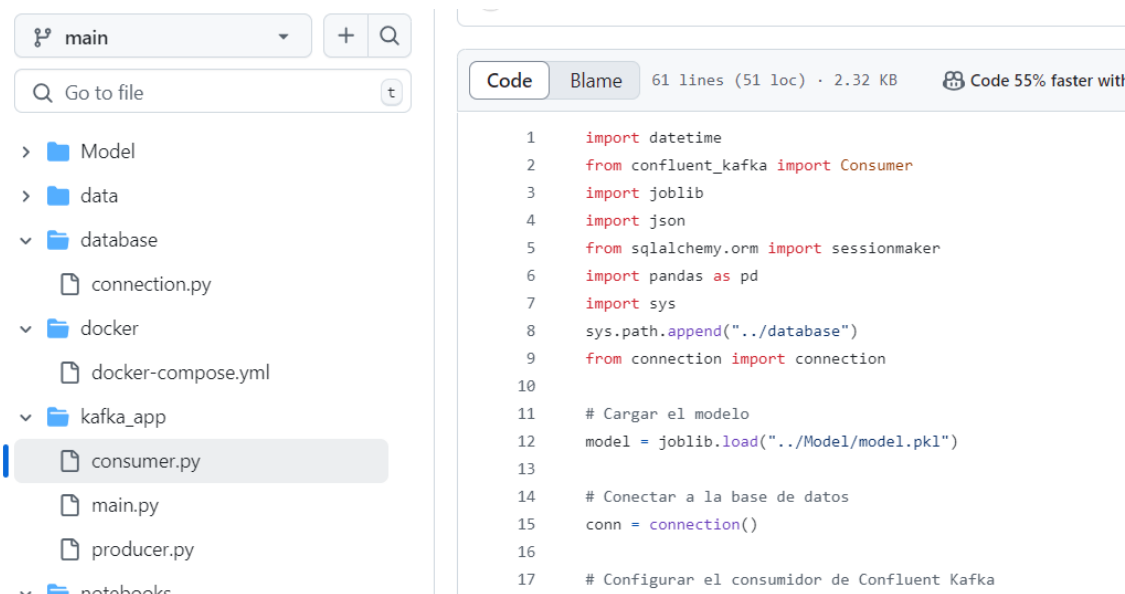 main
Go to file
t
Model
data
database
connection.py
docker
docker-compose.yml
kafka_app
consumer.py
main.py
producer.py
notebooks
Code Blame 61 lines (51 loc) · 2.32 KB Code 55% faster with
1 import datetime
2 from confluent_kafka import Consumer
3 import joblib
4 import json
5 from sqlalchemy.orm import sessionmaker
6 import pandas as pd
7 import sys
8 sys.path.append("../database")
9 from connection import connection
10
11 # Cargar el modelo
12 model = joblib.load("../Model/model.pkl")
13
14 # Conectar a la base de datos
15 conn = connection()
16
17 # Configurar el consumidor de Confluent Kafka